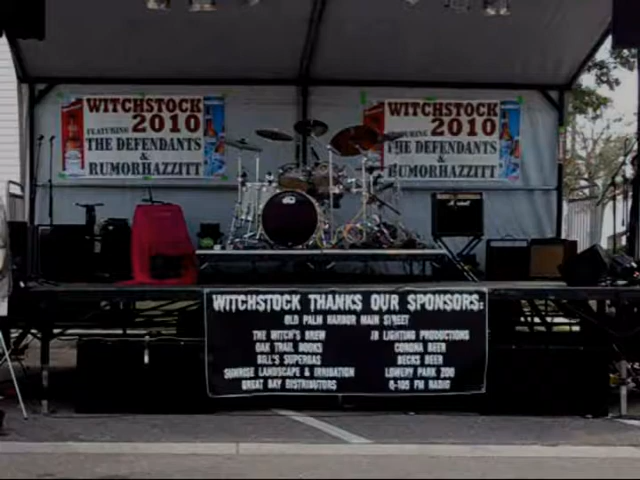 WITCHSTOCK
2010
FEATURING
THE DEFENDANTS
&
RUMORHAZZITT
WITCHSTOCK
2010
THE DEFENDANTS
&
RUMORHAZZITT
WITCHSTOCK THANKS OUR SPONSORS:
OLD PALM HARBOR MAIN STREET
THE WITCH'S BREW
OAK TRAIL BOOKS
BILL'S SUPERGAS
SUNRISE LANDSCAPE & IRRIGATION
GREAT BAY DISTRIBUTORS
JB LIGHTING PRODUCTIONS
CORONA BEER
BECKS BEER
LOWERY PARK ZOO
Q-105 FM RADIO